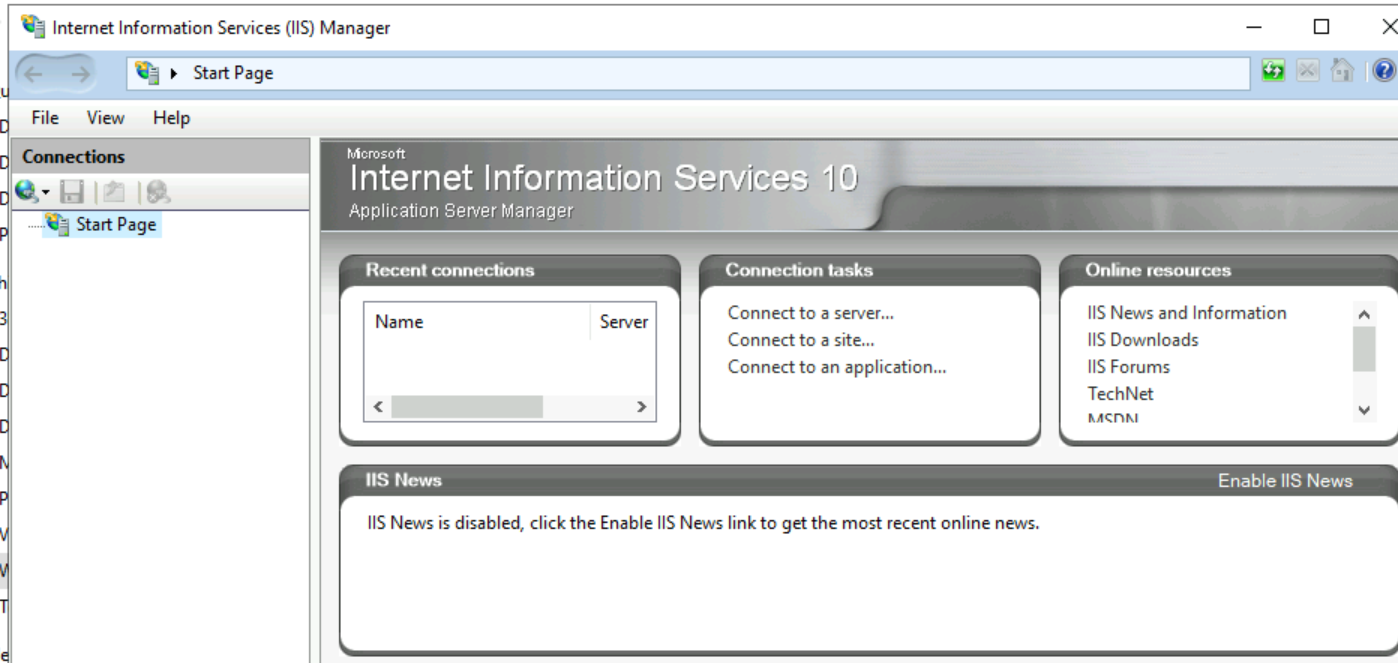 Internet Information Services (IIS) Manager
Start Page
File View Help
Connections
Start Page
Microsoft
Internet Information Services 10
Application Server Manager
Recent connections
Name Server
Connection tasks
Connect to a server...
Connect to a site...
Connect to an application...
Online resources
IIS News and Information
IIS Downloads
IIS Forums
TechNet
MSDN
IIS News
Enable IIS News
IIS News is disabled, click the Enable IIS News link to get the most recent online news.